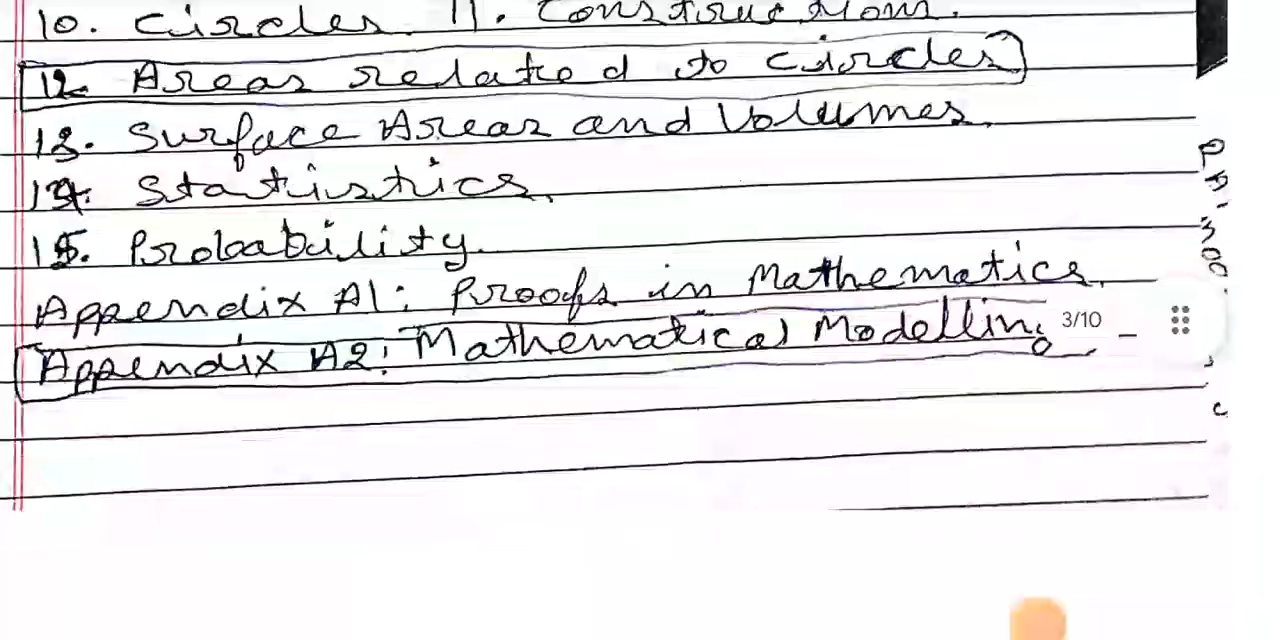 10. Circles. 11. Constructions.
12. Areas related to circles
13. Surface Areas and Volumes.
14. Statistics.
15. Probability.
Appendix A1: Proofs in Mathematics.
Appendix A2: Mathematical Modelling
3/10